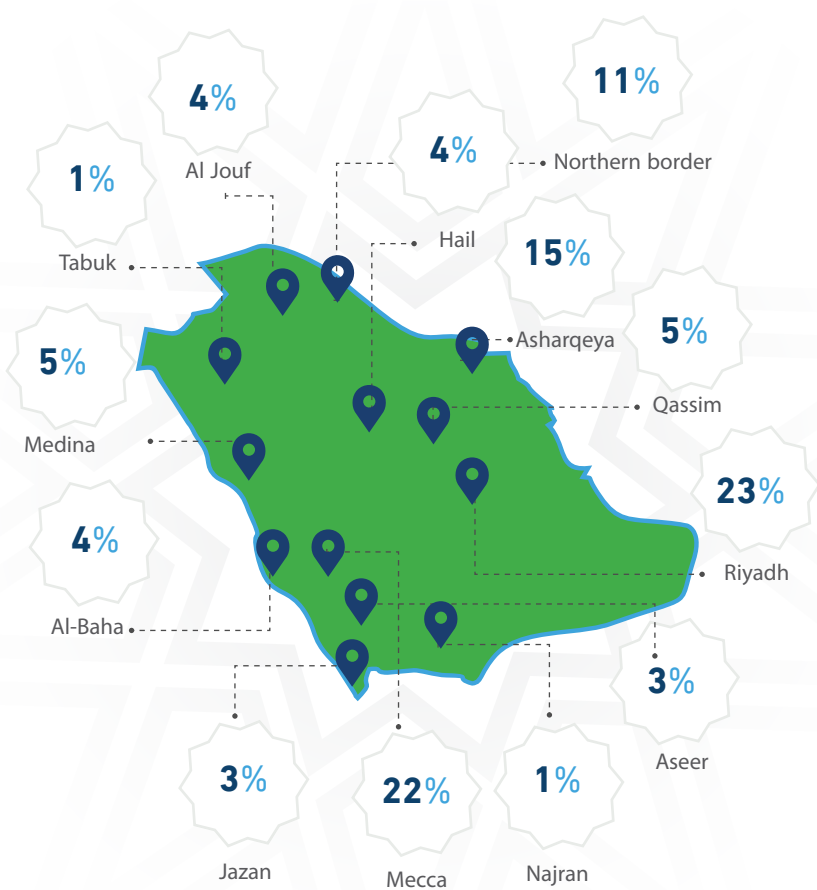 11%
4%
4%
Northern border
1%
Al Jouf
Hail
15%
Tabuk
5%
Asharqeya
5%
Qassim
Medina
23%
4%
Riyadh
Al-Baha
3%
Aseer
3%
22%
1%
Jazan
Mecca
Najran